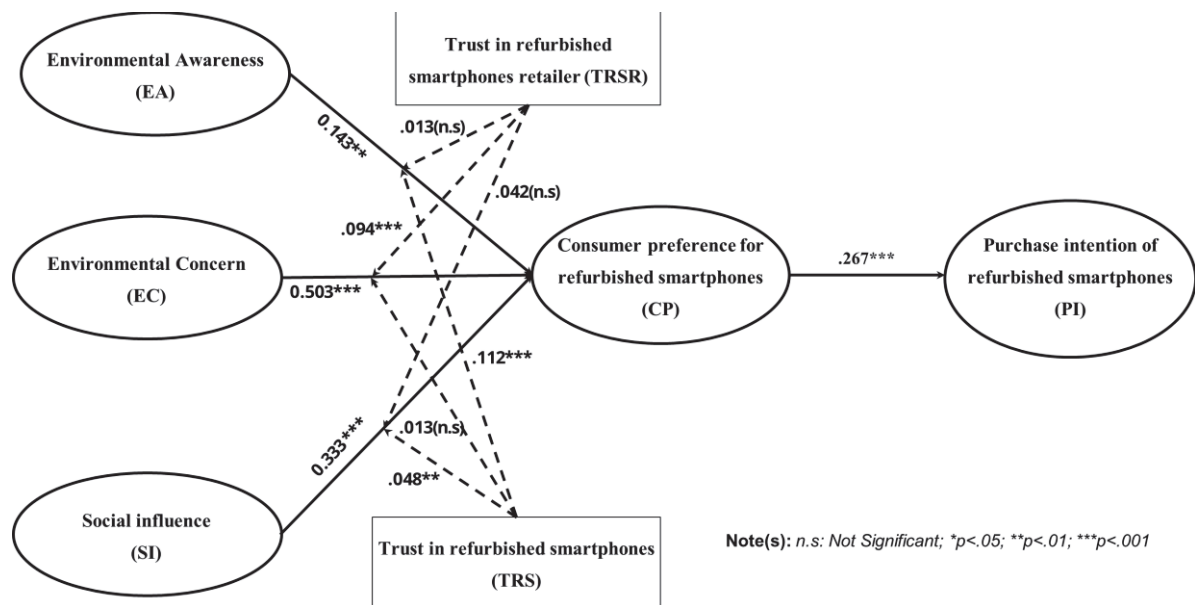 Environmental Awareness
(EA)
Trust in refurbished
smartphones retailer (TRSR)
0.143**
.013(n.s)
.042(n.s)
.094***
Environmental Concern
(EC)
0.503***
Consumer preference for
refurbished smartphones
(CP)
.267***
Purchase intention of
refurbished smartphones
(PI)
.112***
0.333***
.013(n.s)
.048**
Social influence
(SI)
Trust in refurbished smartphones
(TRS)
Note(s): n.s: Not Significant; *p<.05; **p<.01; ***p<.001